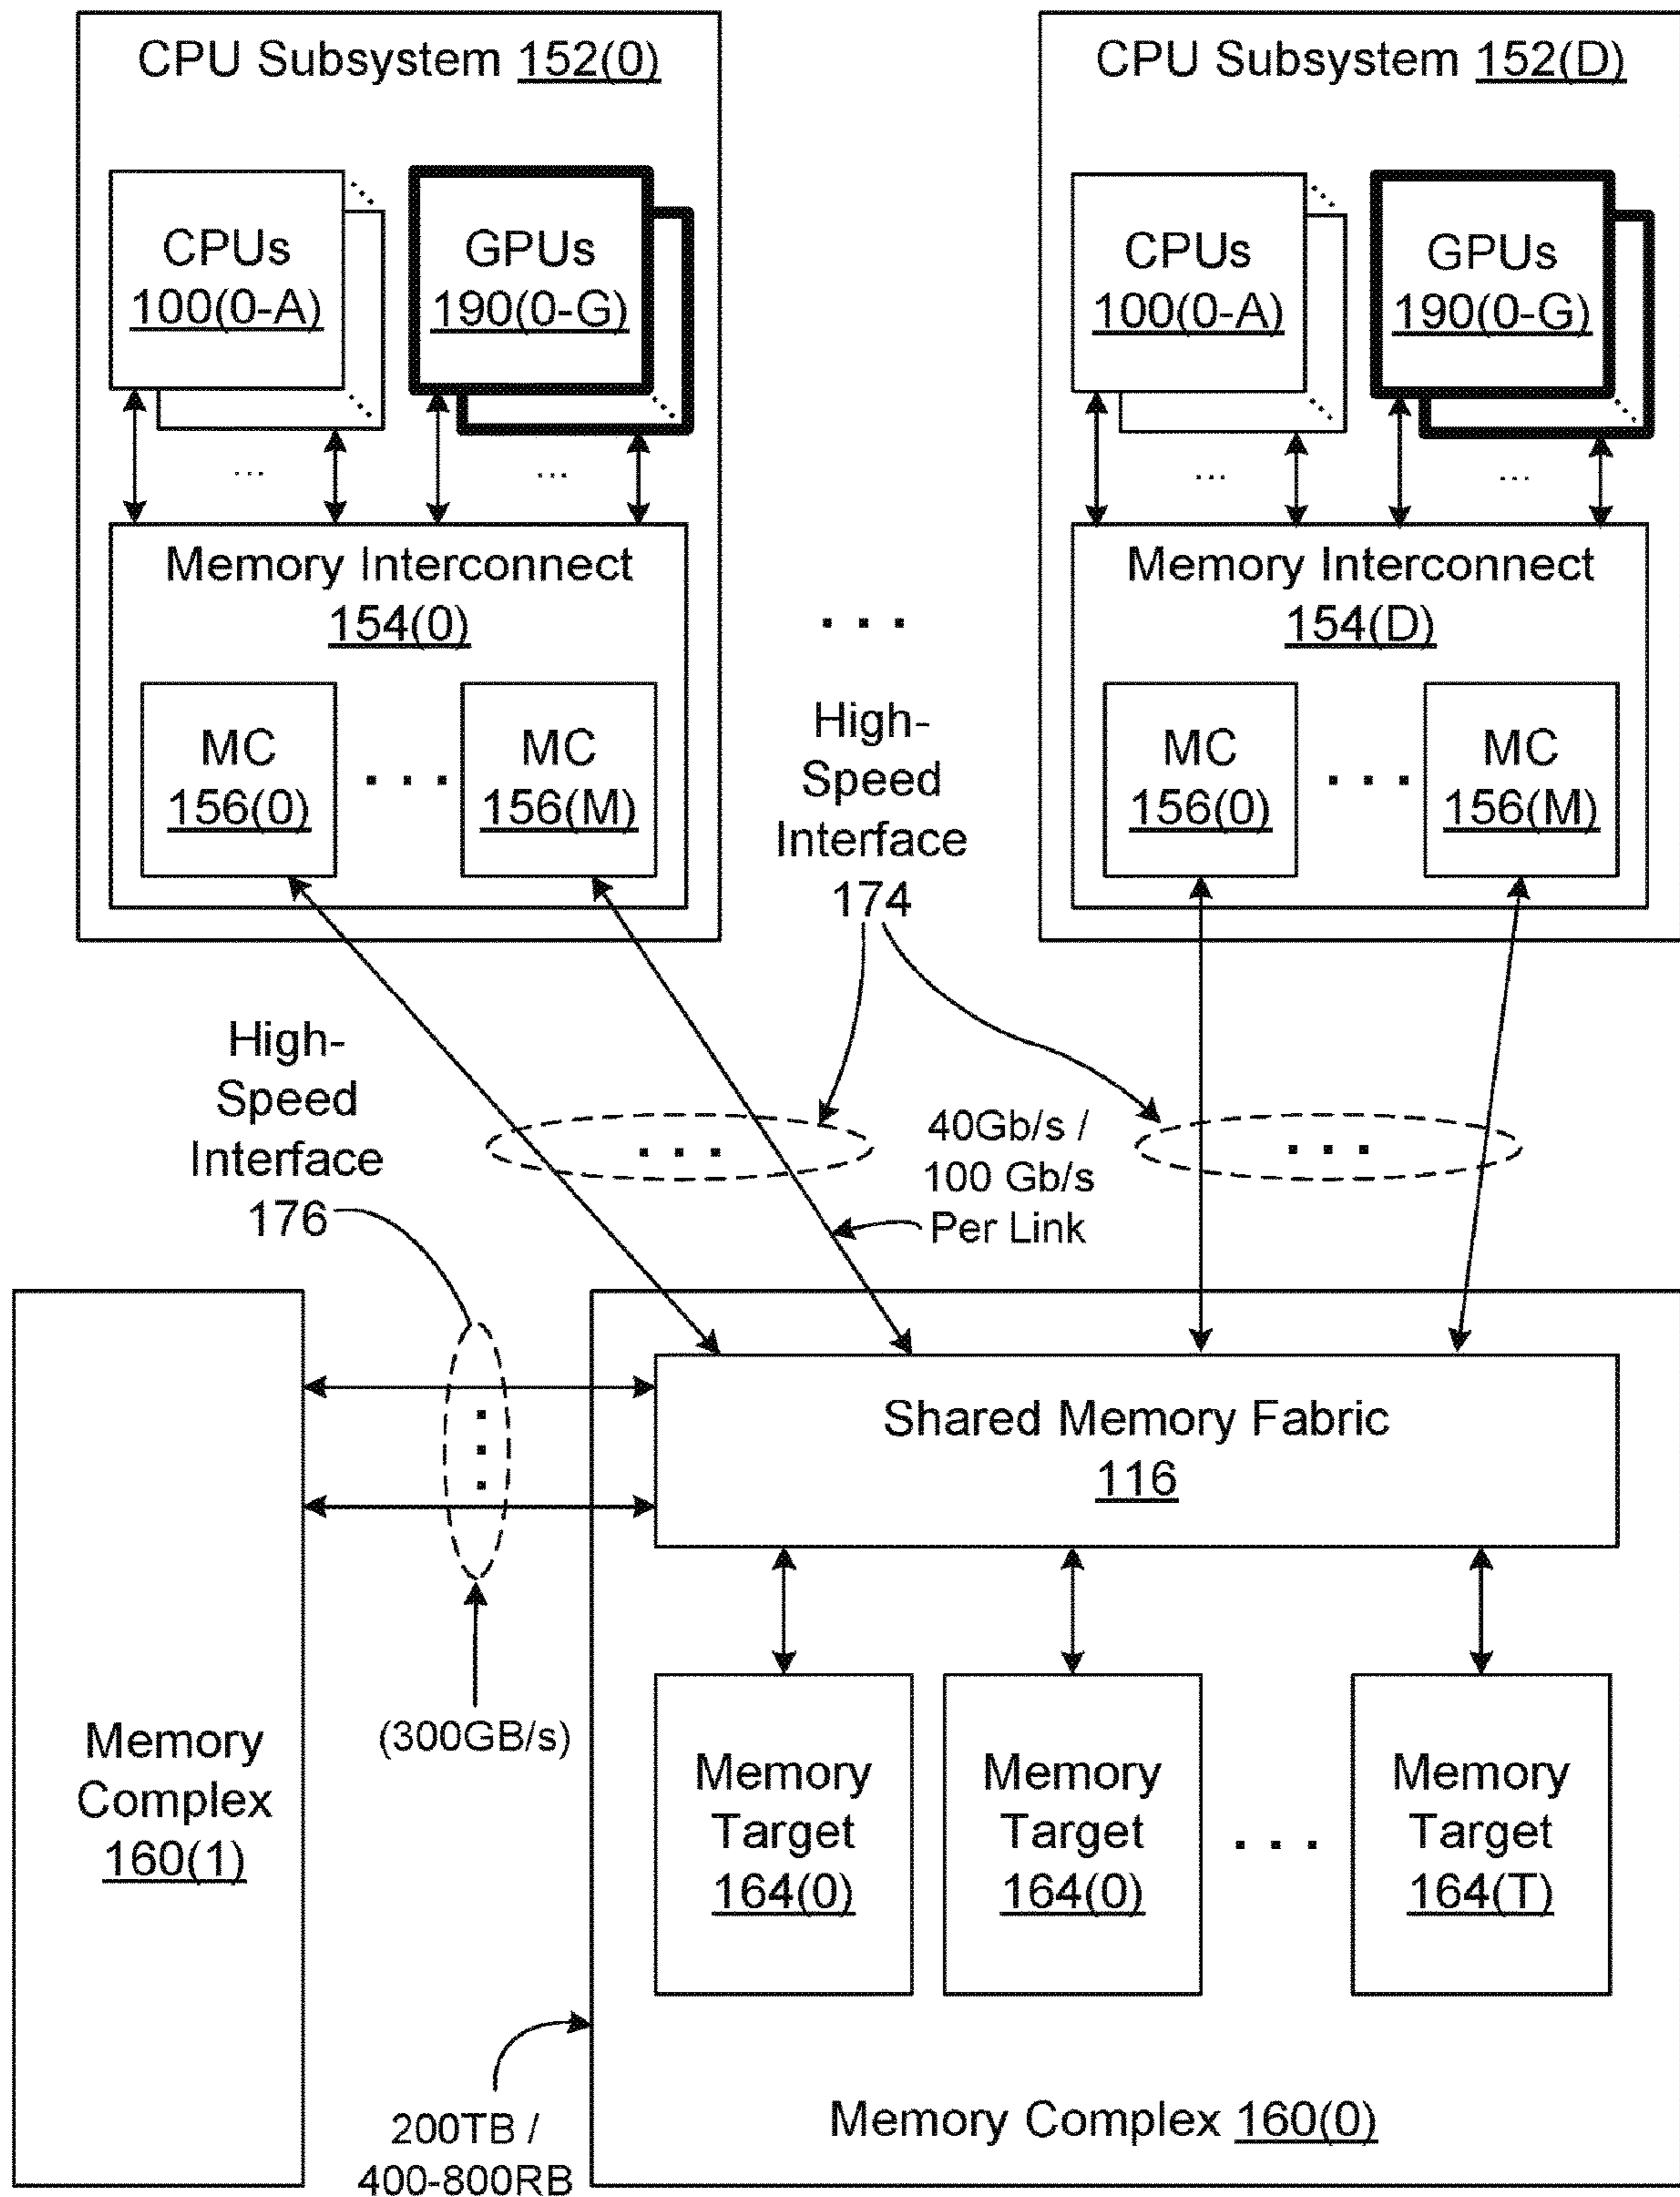 CPU Subsystem 152(0)
CPUs
100(0-A)
GPUs
190(0-G)
...
...
Memory Interconnect
154(0)
MC
156(0)
. . .
MC
156(M)
. . .
CPU Subsystem 152(D)
CPUs
100(0-A)
GPUs
190(0-G)
...
...
Memory Interconnect
154(D)
MC
156(0)
. . .
MC
156(M)
High-
Speed
Interface
174
High-
Speed
Interface
176
. . .
40Gb/s /
100 Gb/s
Per Link
. . .
Memory
Complex
160(1)
(300GB/s)
Shared Memory Fabric
116
Memory
Target
164(0)
Memory
Target
164(0)
. . .
Memory
Target
164(T)
200TB /
400-800RB
Memory Complex 160(0)